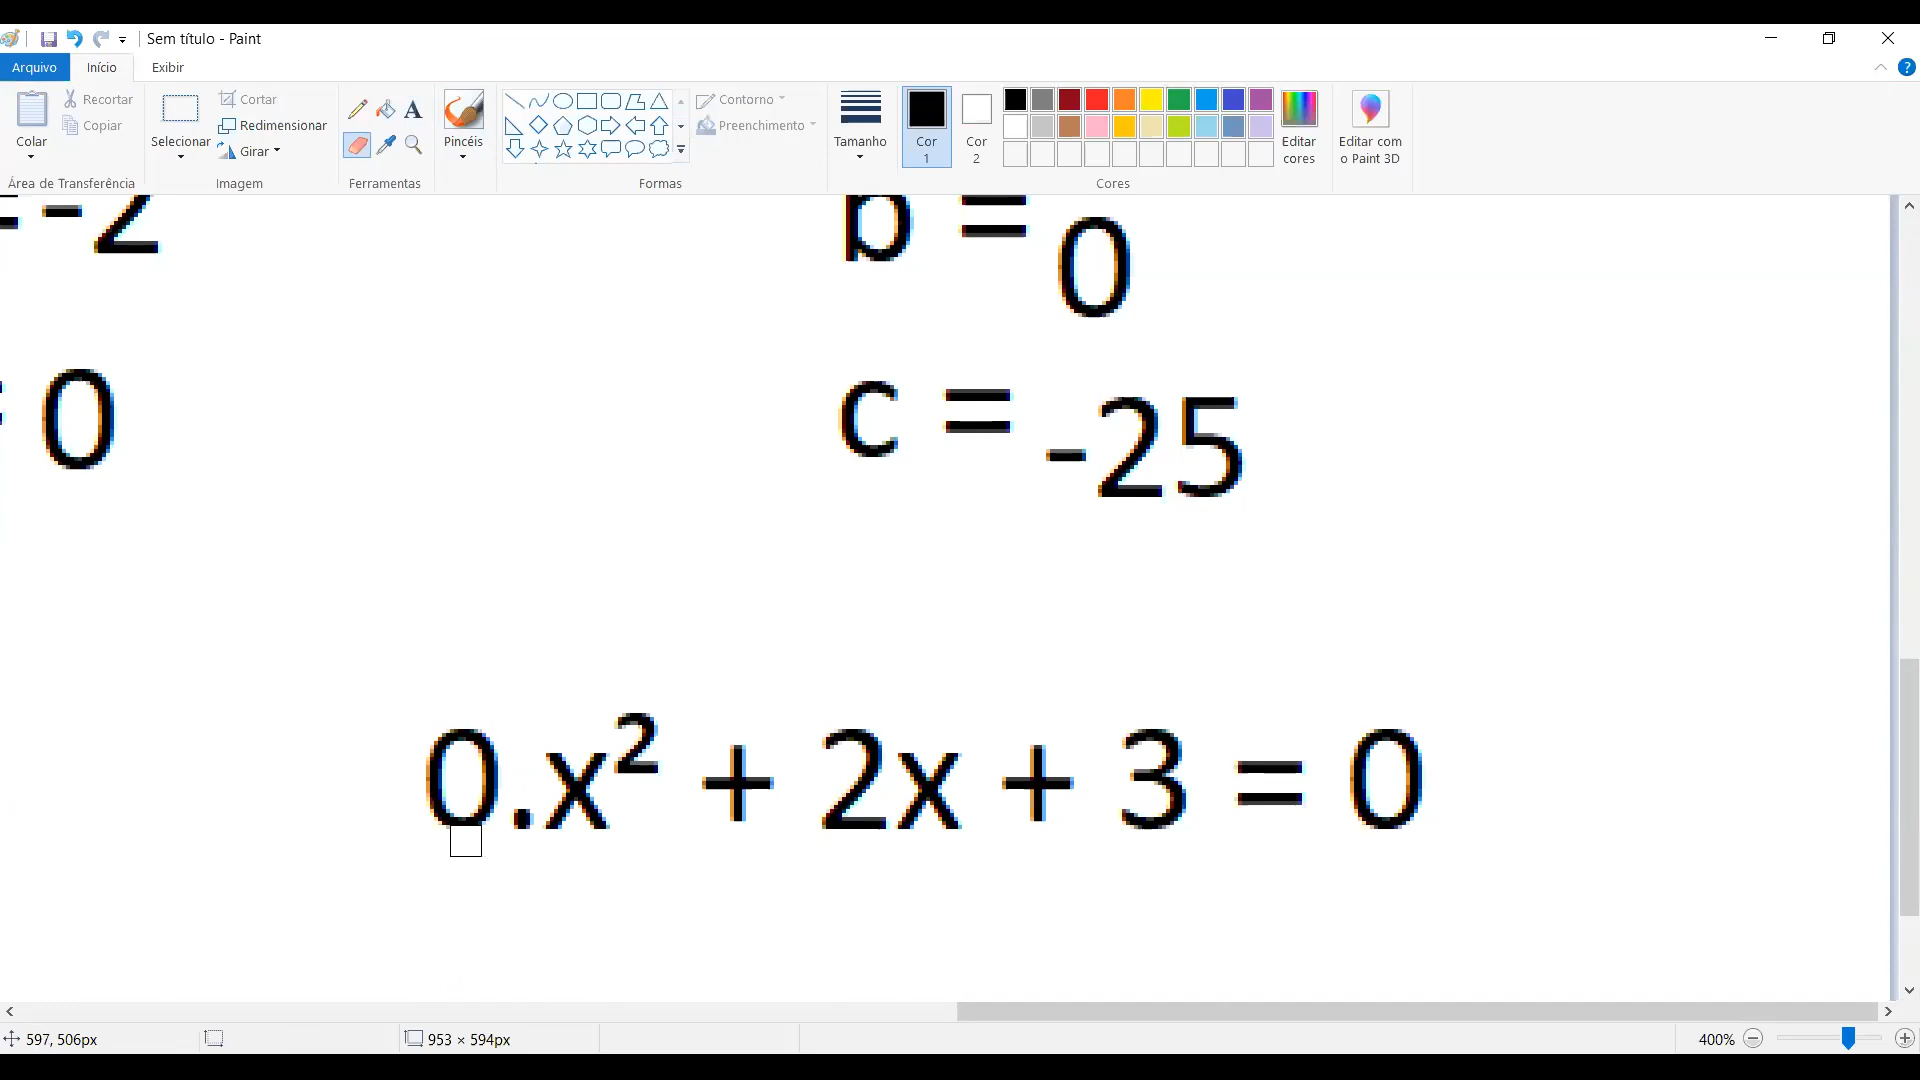 Sem título - Paint
Arquivo
Início
Exibir
Colar
Recortar
Copiar
Área de Transferência
Selecionar
Cortar
Redimensionar
Girar
Imagem
A
Ferramentas
Pincéis
Formas
Contorno
Preenchimento
Tamanho
Cor
1
Cor
2
Cores
Editar
cores
Editar com
o Paint 3D
?
= -2
b = 0
= 0
c = -25
0.x² + 2x + 3 = 0
597, 506px
953 × 594px
400%